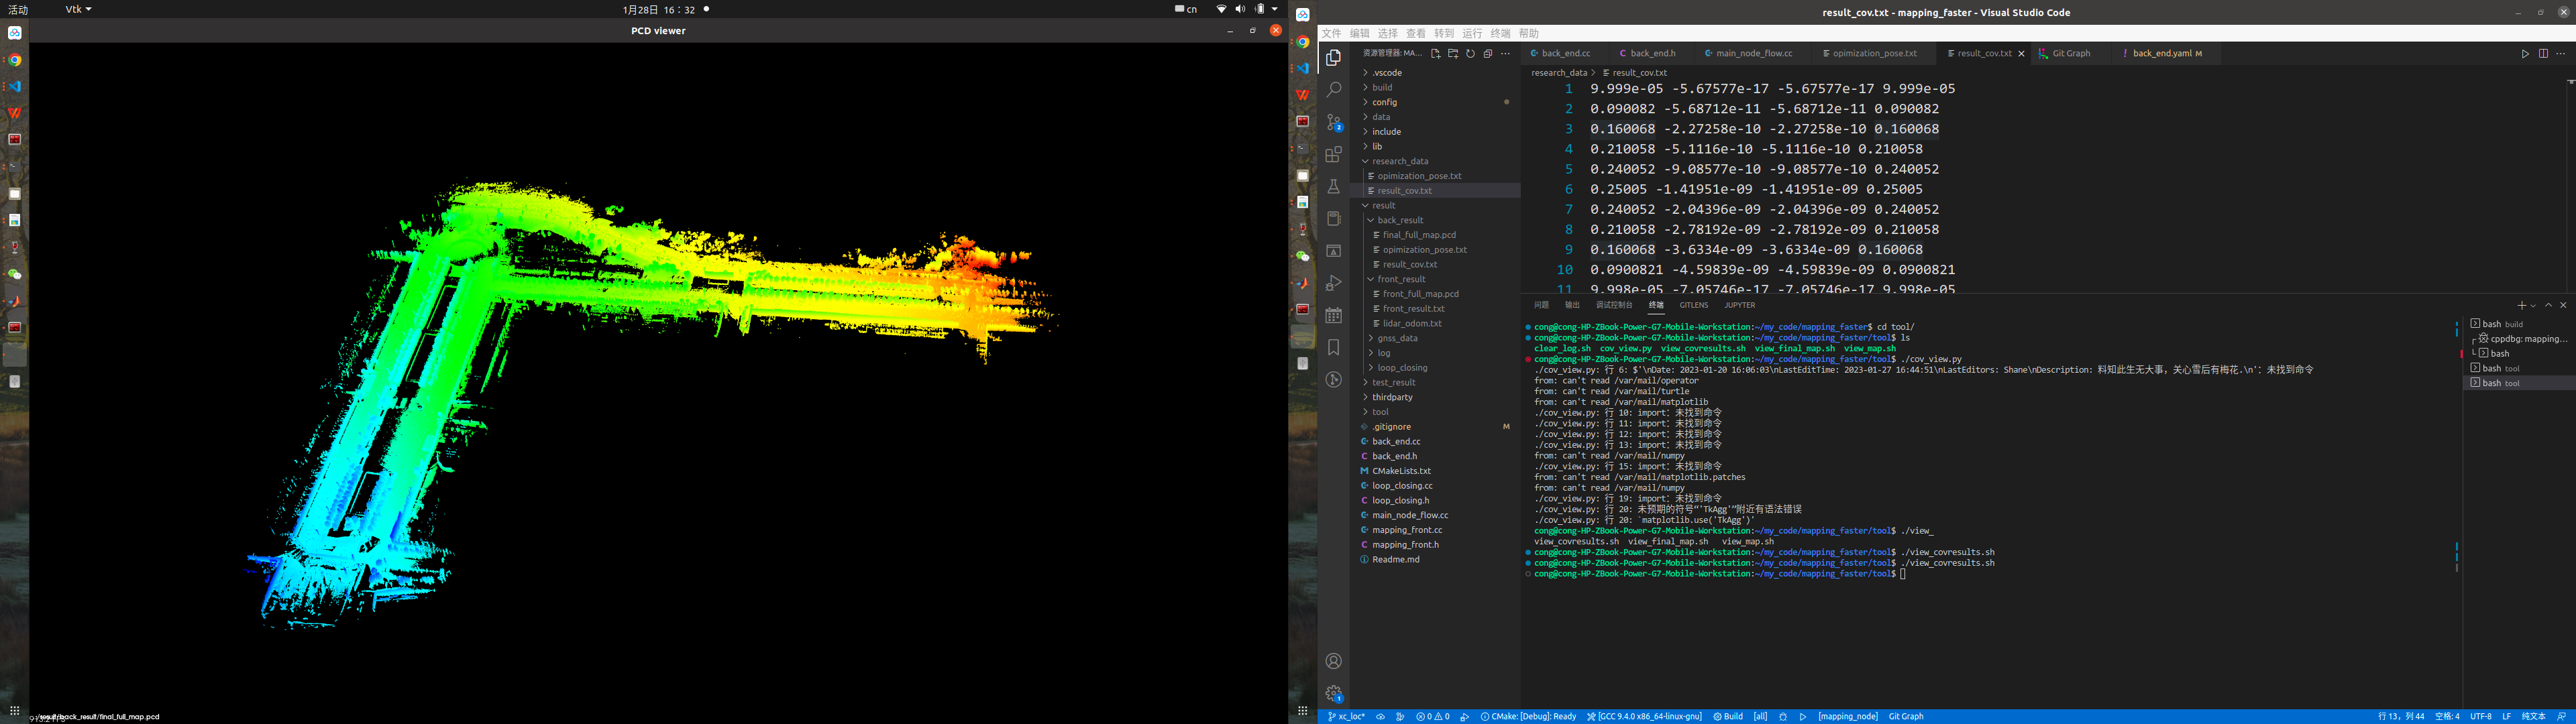 活动
Vtk
1月28日 16：32
cn
PCD viewer
/result/back_result/final_full_map.pcd
result_cov.txt - mapping_faster - Visual Studio Code
文件 编辑 选择 查看 转到 运行 终端 帮助
资源管理器: MA...
.vscode
build
config
data
include
lib
research_data
opimization_pose.txt
result_cov.txt
result
back_result
final_full_map.pcd
opimization_pose.txt
result_cov.txt
front_result
front_full_map.pcd
front_result.txt
lidar_odom.txt
gnss_data
log
loop_closing
test_result
thirdparty
tool
.gitignore M
back_end.cc
back_end.h
CMakeLists.txt
loop_closing.cc
loop_closing.h
main_node_flow.cc
mapping_front.cc
mapping_front.h
Readme.md
back_end.cc back_end.h main_node_flow.cc opimization_pose.txt result_cov.txt Git Graph back_end.yaml M
research_data > result_cov.txt
1 9.999e-05 -5.67577e-17 -5.67577e-17 9.999e-05
2 0.090082 -5.68712e-11 -5.68712e-11 0.090082
3 0.160068 -2.27258e-10 -2.27258e-10 0.160068
4 0.210058 -5.1116e-10 -5.1116e-10 0.210058
5 0.240052 -9.08577e-10 -9.08577e-10 0.240052
6 0.25005 -1.41951e-09 -1.41951e-09 0.25005
7 0.240052 -2.04396e-09 -2.04396e-09 0.240052
8 0.210058 -2.78192e-09 -2.78192e-09 0.210058
9 0.160068 -3.6334e-09 -3.6334e-09 0.160068
10 0.0900821 -4.59839e-09 -4.59839e-09 0.0900821
11 9.998e-05 -7.05746e-17 -7.05746e-17 9.998e-05
问题 输出 调试控制台 终端 GITLENS JUPYTER
cong@cong-HP-ZBook-Power-G7-Mobile-Workstation:~/my_code/mapping_faster$ cd tool/
cong@cong-HP-ZBook-Power-G7-Mobile-Workstation:~/my_code/mapping_faster/tool$ ls
clear_log.sh cov_view.py view_covresults.sh view_final_map.sh view_map.sh
cong@cong-HP-ZBook-Power-G7-Mobile-Workstation:~/my_code/mapping_faster/tool$ ./cov_view.py
./cov_view.py: 行 6: $'\nDate: 2023-01-20 16:06:03\nLastEditTime: 2023-01-27 16:44:51\nLastEditors: Shane\nDescription: 料知此生无大事，关心雪后有梅花.\n'：未找到命令
from: can't read /var/mail/operator
from: can't read /var/mail/turtle
from: can't read /var/mail/matplotlib
./cov_view.py: 行 10: import：未找到命令
./cov_view.py: 行 11: import：未找到命令
./cov_view.py: 行 12: import：未找到命令
./cov_view.py: 行 13: import：未找到命令
from: can't read /var/mail/numpy
./cov_view.py: 行 15: import：未找到命令
from: can't read /var/mail/matplotlib.patches
from: can't read /var/mail/numpy
./cov_view.py: 行 19: import：未找到命令
./cov_view.py: 行 20: 未预期的符号“'TkAgg'”附近有语法错误
./cov_view.py: 行 20: `matplotlib.use('TkAgg')'
cong@cong-HP-ZBook-Power-G7-Mobile-Workstation:~/my_code/mapping_faster/tool$ ./view_
view_covresults.sh view_final_map.sh view_map.sh
cong@cong-HP-ZBook-Power-G7-Mobile-Workstation:~/my_code/mapping_faster/tool$ ./view_covresults.sh
cong@cong-HP-ZBook-Power-G7-Mobile-Workstation:~/my_code/mapping_faster/tool$ ./view_covresults.sh
cong@cong-HP-ZBook-Power-G7-Mobile-Workstation:~/my_code/mapping_faster/tool$
bash build
cppdbg: mapping...
bash
bash tool
bash tool
xc_loc* 0 0 CMake: [Debug]: Ready [GCC 9.4.0 x86_64-linux-gnu] Build [all] [mapping_node] Git Graph 行 13，列 44 空格: 4 UTF-8 LF 纯文本